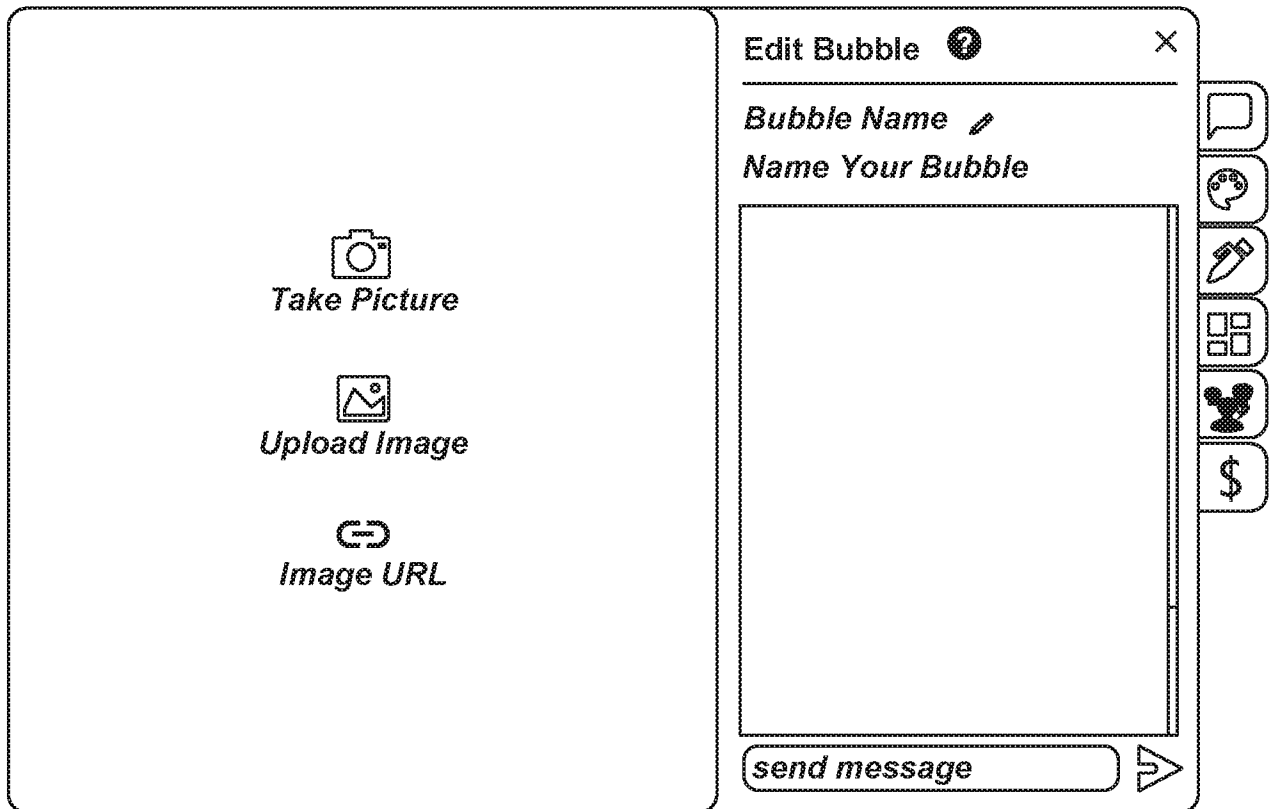 Take Picture
Upload Image
Image URL
Edit Bubble ?
Bubble Name
Name Your Bubble
send message
$